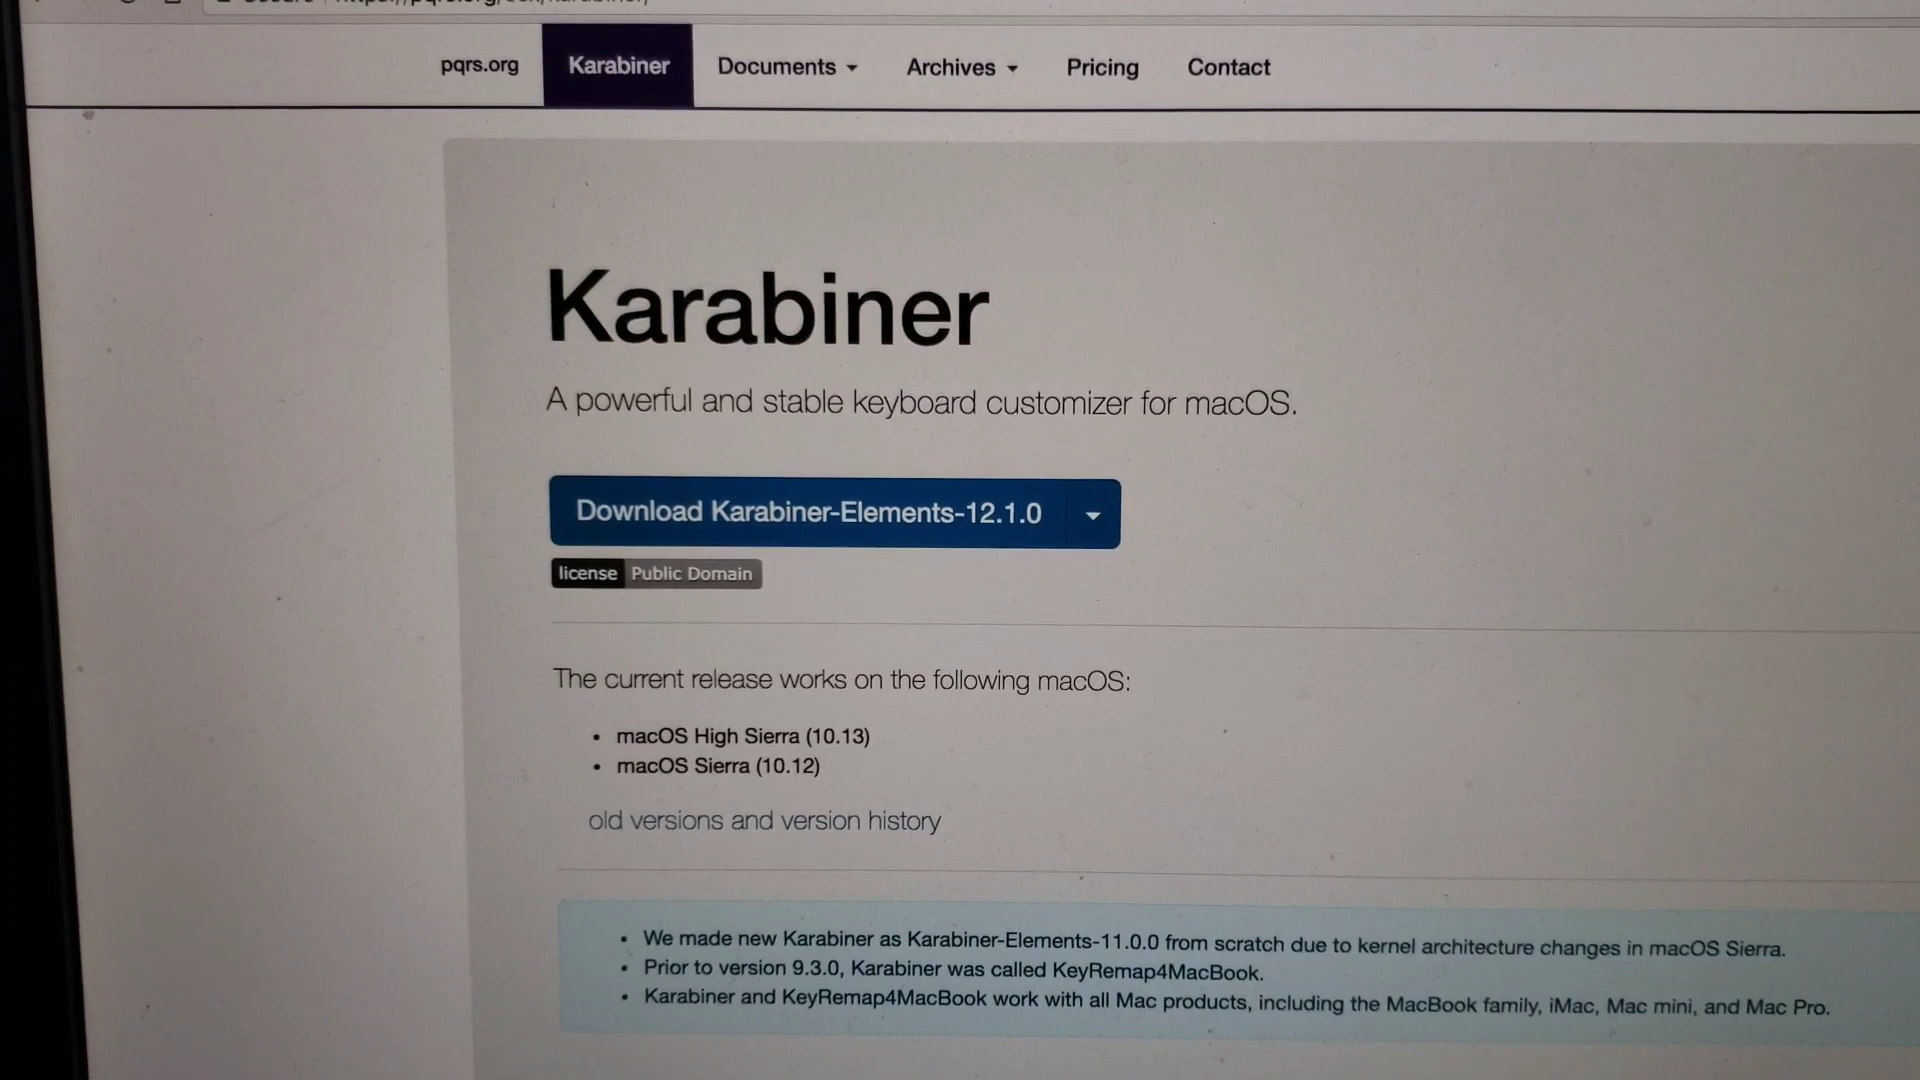 pqrs.org Karabiner Documents Archives Pricing Contact
Karabiner
A powerful and stable keyboard customizer for macOS.
Download Karabiner-Elements-12.1.0
license Public Domain
The current release works on the following macOS:
• macOS High Sierra (10.13)
• macOS Sierra (10.12)
old versions and version history
• We made new Karabiner as Karabiner-Elements-11.0.0 from scratch due to kernel architecture changes in macOS Sierra.
• Prior to version 9.3.0, Karabiner was called KeyRemap4MacBook.
• Karabiner and KeyRemap4MacBook work with all Mac products, including the MacBook family, iMac, Mac mini, and Mac Pro.